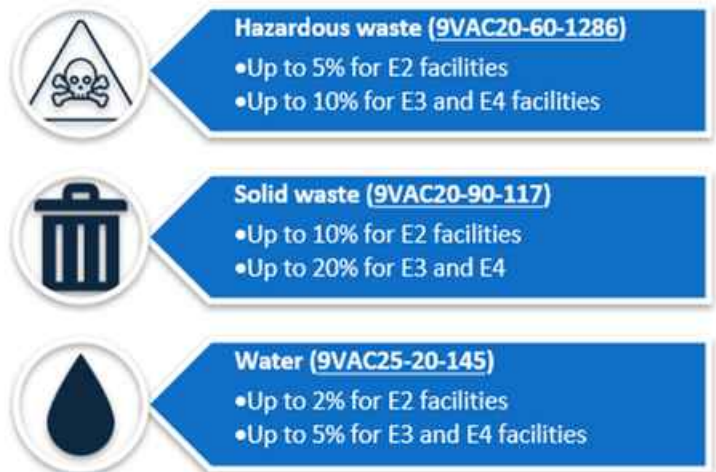 Hazardous waste (9VAC20-60-1286)
•Up to 5% for E2 facilities
•Up to 10% for E3 and E4 facilities
Solid waste (9VAC20-90-117)
•Up to 10% for E2 facilities
•Up to 20% for E3 and E4
Water (9VAC25-20-145)
•Up to 2% for E2 facilities
•Up to 5% for E3 and E4 facilities